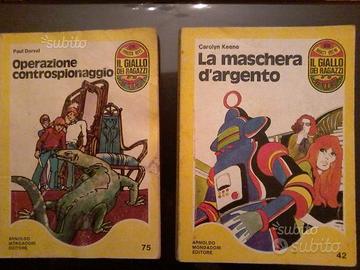 Paul Dorval
Operazione
controspionaggio
IL GIALLO
DEI RAGAZZI
ARNOLDO
MONDADORI
EDITORE
75
Carolyn Keene
La maschera
d'argento
IL GIALLO
DEI RAGAZZI
ARNOLDO
MONDADORI
EDITORE
42
subito
subito
subito